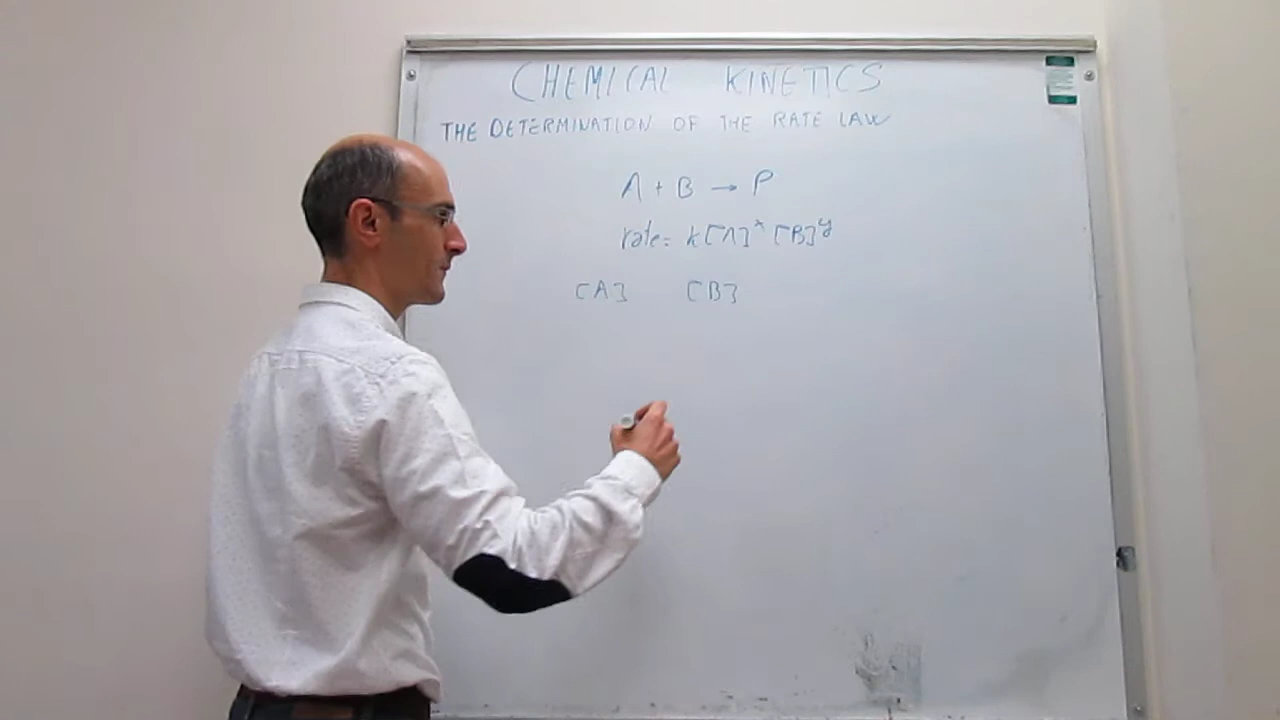 CHEMICAL KINETICS
THE DETERMINATION OF THE RATE LAW
A + B → P
rate = k[A]ˣ [B]ʸ
[A] [B]